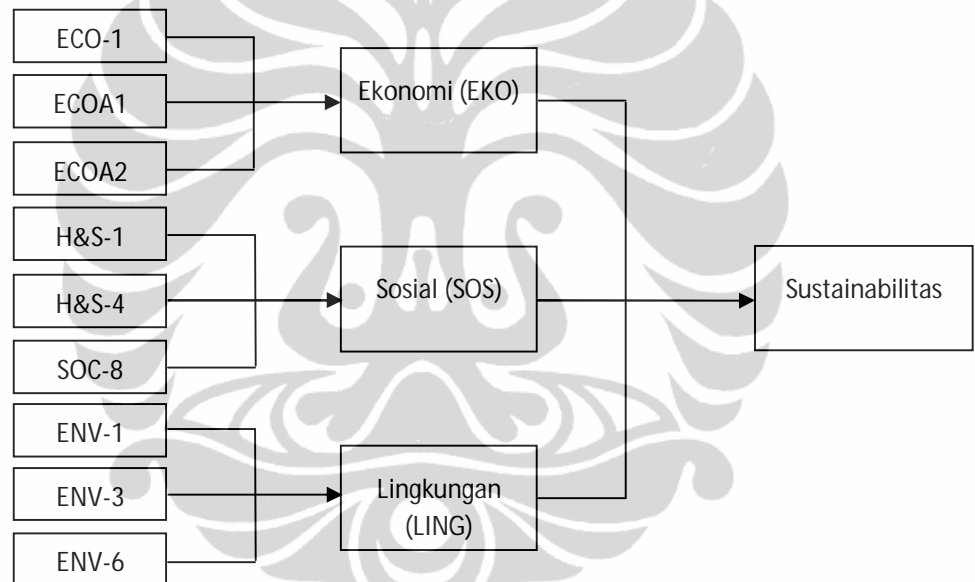 ECO-1
ECOA1
ECOA2
H&S-1
H&S-4
SOC-8
ENV-1
ENV-3
ENV-6
Ekonomi (EKO)
Sosial (SOS)
Lingkungan
(LING)
Sustainabilitas